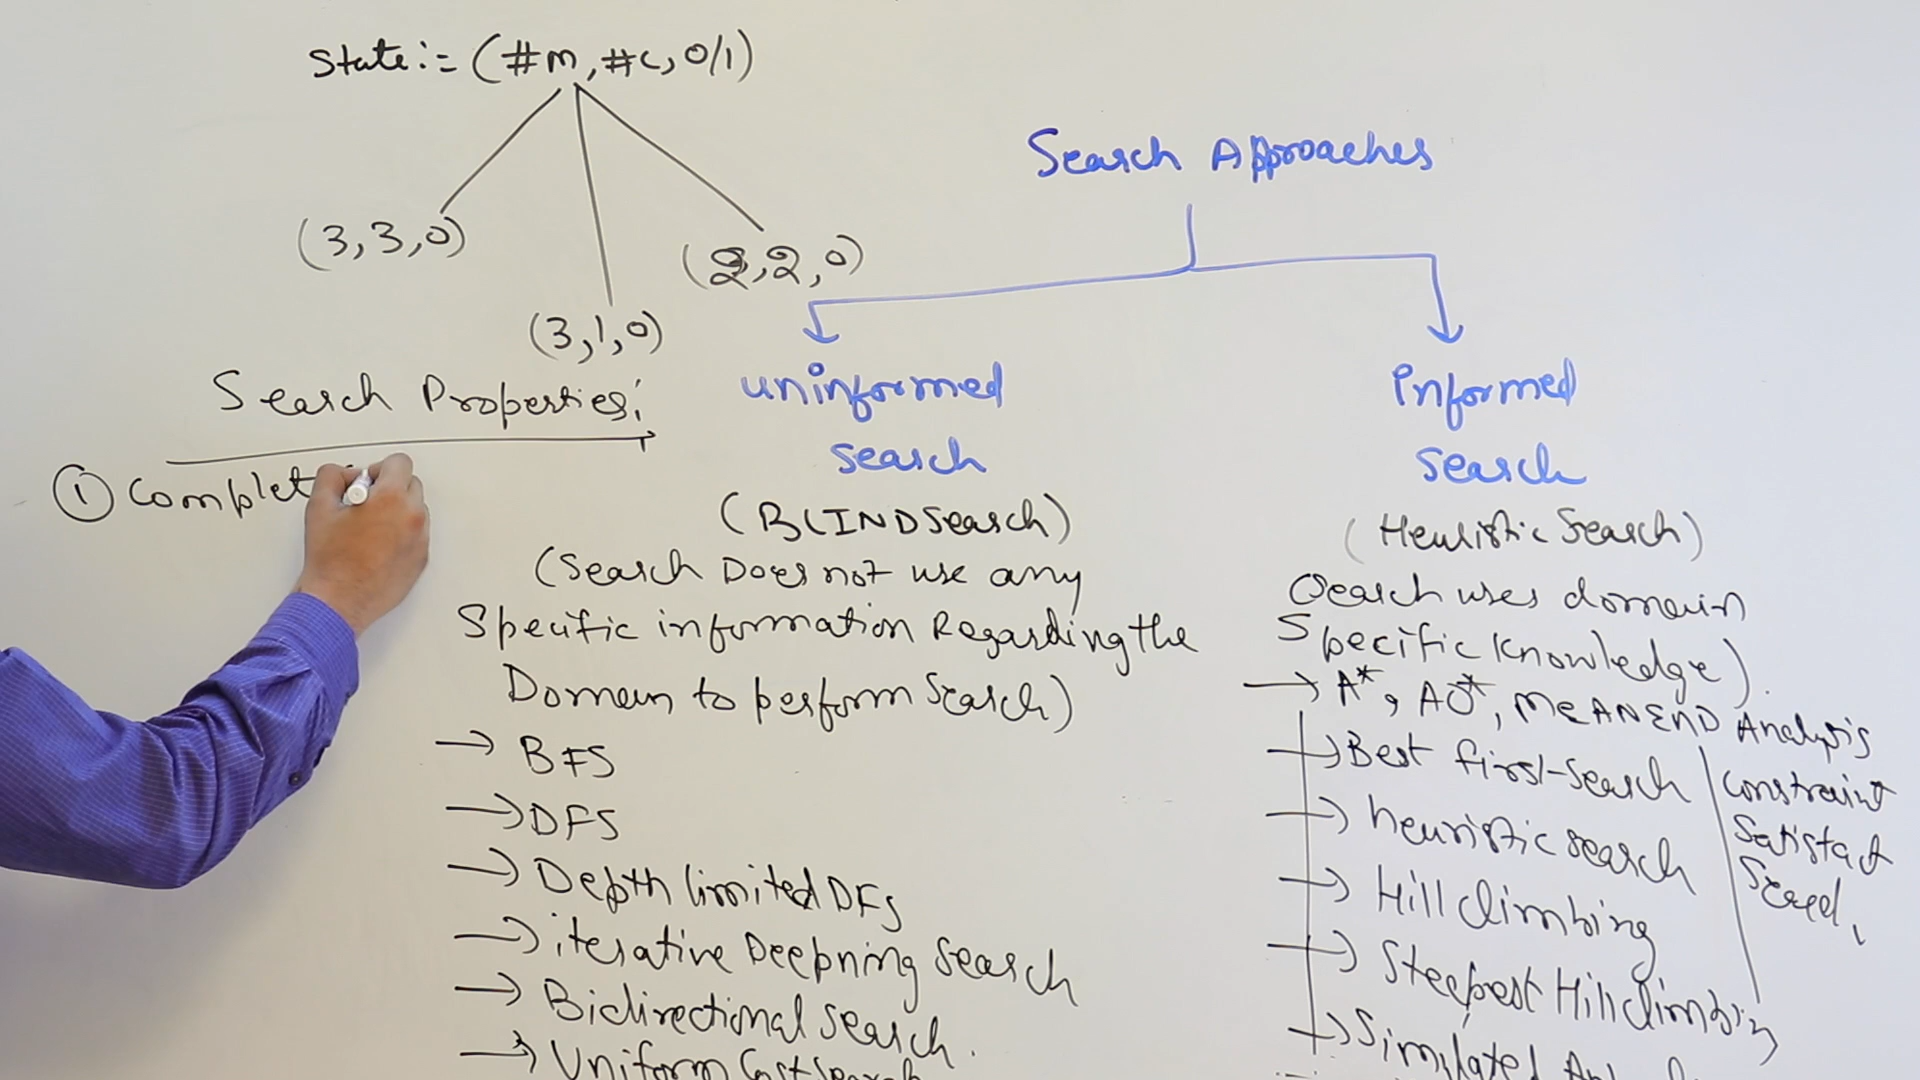 State:- (#m, #c, 0/1)
(3,3,0)
(2,2,0)
(3,1,0)
Search Properties:
① Complet
Search Approaches
uninformed
search
(BLIND Search)
(Search Does not use any
Specific information Regarding the
Domain to perform Search)
→ BFS
→ DFS
→ Depth limited DFS
→ iterative Deepning Search
→ Bidirectional search.
→ Uniform Cost Search
informed
search
(Heuristic Search)
(Search uses domain
Specific Knowledge).
→ A*, AO*, MEANEND Analysis
→ Best first-search
→ heuristic search
→ Hill climbing
→ Steepest Hill climbing
→ Simulated
Constraint
Satisfact